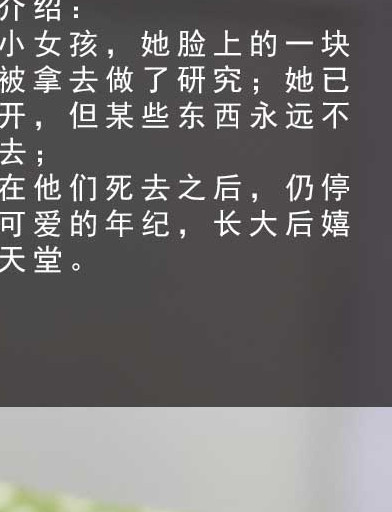 介绍：
小女孩，她脸上的一块
被拿去做了研究；她已
开，但某些东西永远不
去；
在他们死去之后，仍停
可爱的年纪，长大后嬉
天堂。